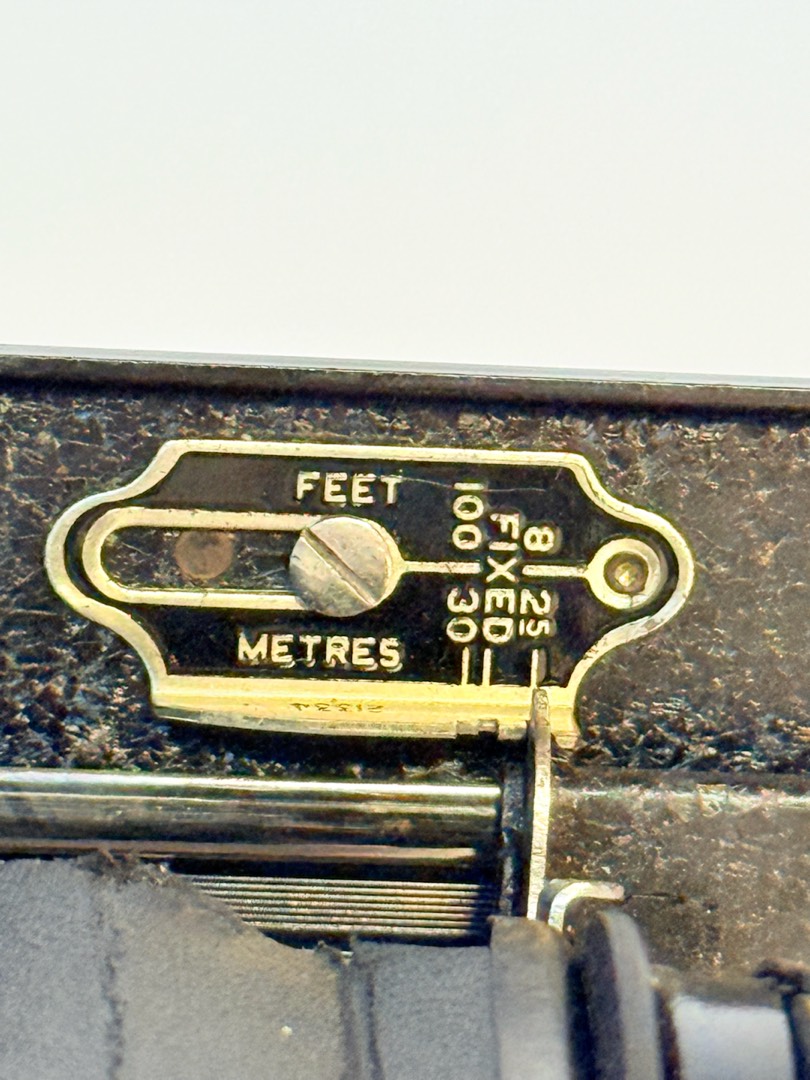 FEET
METRES
8 25
FIXED
100 30